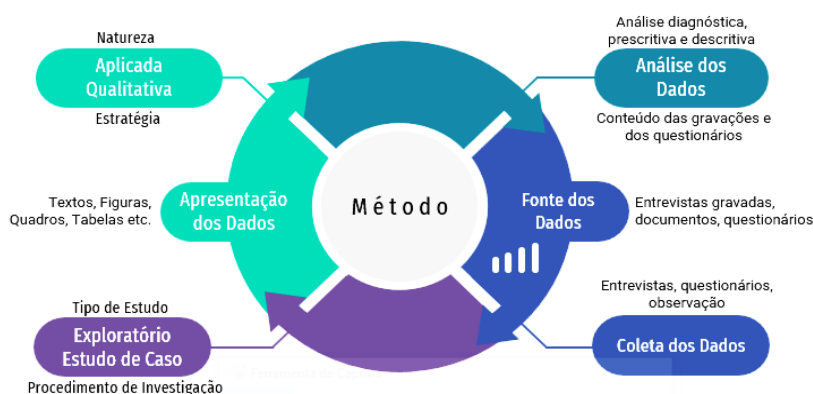 Natureza
Aplicada
Qualitativa
Estratégia
Análise diagnóstica,
prescritiva e descritiva
Análise dos
Dados
Conteúdo das gravações e
dos questionários
Textos, Figuras,
Quadros, Tabelas etc.
Apresentação
dos Dados
Método
Fonte dos
Dados
Entrevistas gravadas,
documentos, questionários
Tipo de Estudo
Exploratório
Estudo de Caso
Procedimento de Investigação
Entrevistas, questionários,
observação
Coleta dos Dados
Ferramenta de